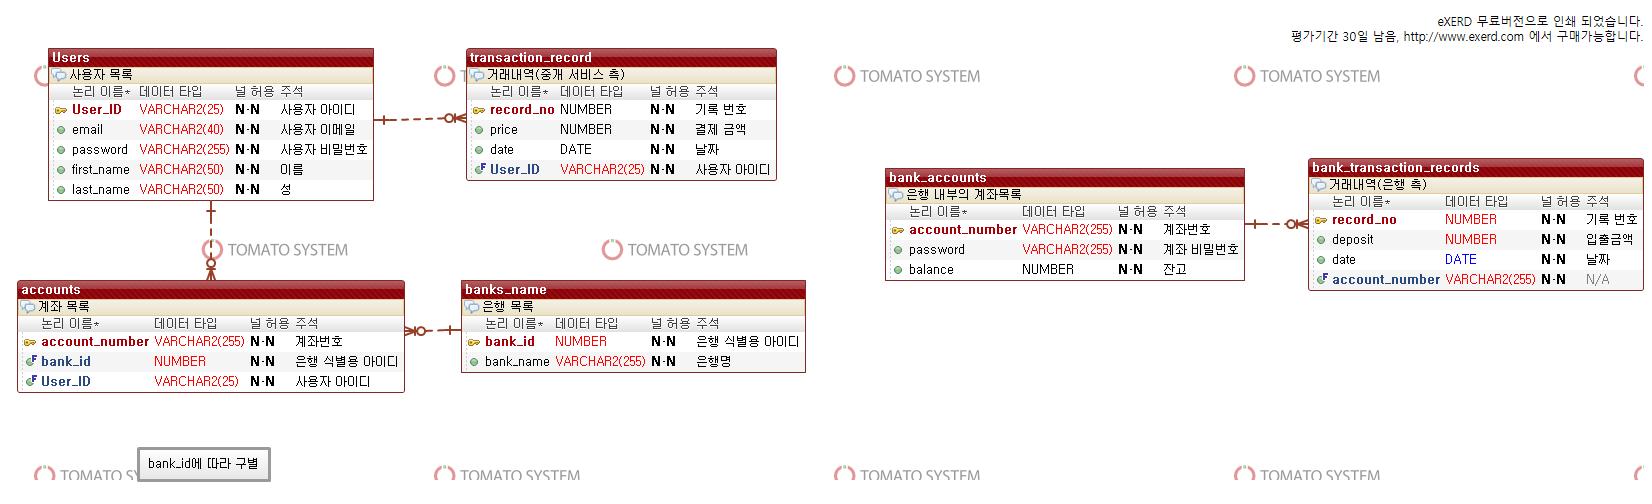 eXERD 무료버전으로 인쇄 되었습니다.
평가기간 30일 남음, http://www.exerd.com 에서 구매가능합니다.
Users
사용자 목록
논리 이름* 데이터 타입 널 허용 주석
User_ID VARCHAR2(25) N-N 사용자 아이디
email VARCHAR2(40) N-N 사용자 이메일
password VARCHAR2(255) N-N 사용자 비밀번호
first_name VARCHAR2(50) N-N 이름
last_name VARCHAR2(50) N-N 성
transaction_record
거래내역(중개 서비스 측)
논리 이름* 데이터 타입 널 허용 주석
record_no NUMBER N-N 기록 번호
price NUMBER N-N 결제 금액
date DATE N-N 날짜
User_ID VARCHAR2(25) N-N 사용자 아이디
TOMATO SYSTEM
TOMATO SYSTEM
bank_accounts
은행 내부의 계좌목록
논리 이름* 데이터 타입 널 허용 주석
account_number VARCHAR2(255) N-N 계좌번호
password VARCHAR2(255) N-N 계좌 비밀번호
balance NUMBER N-N 잔고
bank_transaction_records
거래내역(은행 측)
논리 이름* 데이터 타입 널 허용 주석
record_no NUMBER N-N 기록 번호
deposit NUMBER N-N 입출금액
date DATE N-N 날짜
account_number VARCHAR2(255) N-N N/A
TOMATO SYSTEM
TOMATO SYSTEM
accounts
계좌 목록
논리 이름* 데이터 타입 널 허용 주석
account_number VARCHAR2(255) N-N 계좌번호
bank_id NUMBER N-N 은행 식별용 아이디
User_ID VARCHAR2(25) N-N 사용자 아이디
banks_name
은행 목록
논리 이름* 데이터 타입 널 허용 주석
bank_id NUMBER N-N 은행 식별용 아이디
bank_name VARCHAR2(255) N-N 은행명
bank_id에 따라 구별
TOMATO SYSTEM
TOMATO SYSTEM
TOMATO SYSTEM
TOMATO SYSTEM